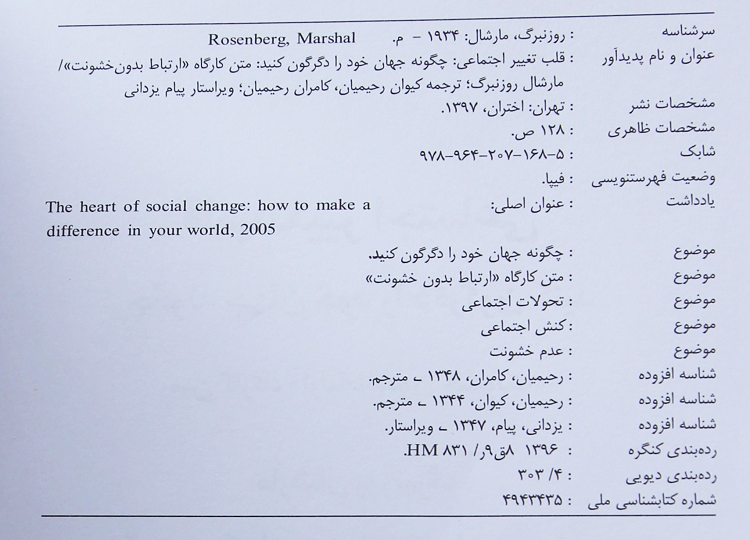 سرشناسه : روزنبرگ، مارشال: ۱۹۳۴ - م. Rosenberg, Marshal
عنوان و نام پدیدآور : قلب تغییر اجتماعی: چگونه جهان خود را دگرگون کنید: متن کارگاه «ارتباط بدون‌خشونت»/
مارشال روزنبرگ؛ ترجمه کیوان رحیمیان، کامران رحیمیان؛ ویراستار پیام یزدانی
مشخصات نشر : تهران: اختران، ۱۳۹۷.
مشخصات ظاهری : ۱۲۸ ص.
شابک : ۹۷۸-۹۶۴-۲۰۷-۱۶۸-۵
وضعیت فهرستنویسی : فیپا.
یادداشت : عنوان اصلی: The heart of social change: how to make a
difference in your world, 2005
موضوع : چگونه جهان خود را دگرگون کنید.
موضوع : متن کارگاه «ارتباط بدون خشونت»
موضوع : تحولات اجتماعی
موضوع : کنش اجتماعی
موضوع : عدم خشونت
شناسه افزوده : رحیمیان، کامران، ۱۳۴۸ ـ مترجم.
شناسه افزوده : رحیمیان، کیوان، ۱۳۴۴ ـ مترجم.
شناسه افزوده : یزدانی، پیام، ۱۳۴۷ ـ ویراستار.
رده‌بندی کنگره : ۱۳۹۶ ۸ق۹ر/ HM ۸۳۱.
رده‌بندی دیویی : ۳۰۳/۴
شماره کتابشناسی ملی : ۴۹۴۳۴۳۵